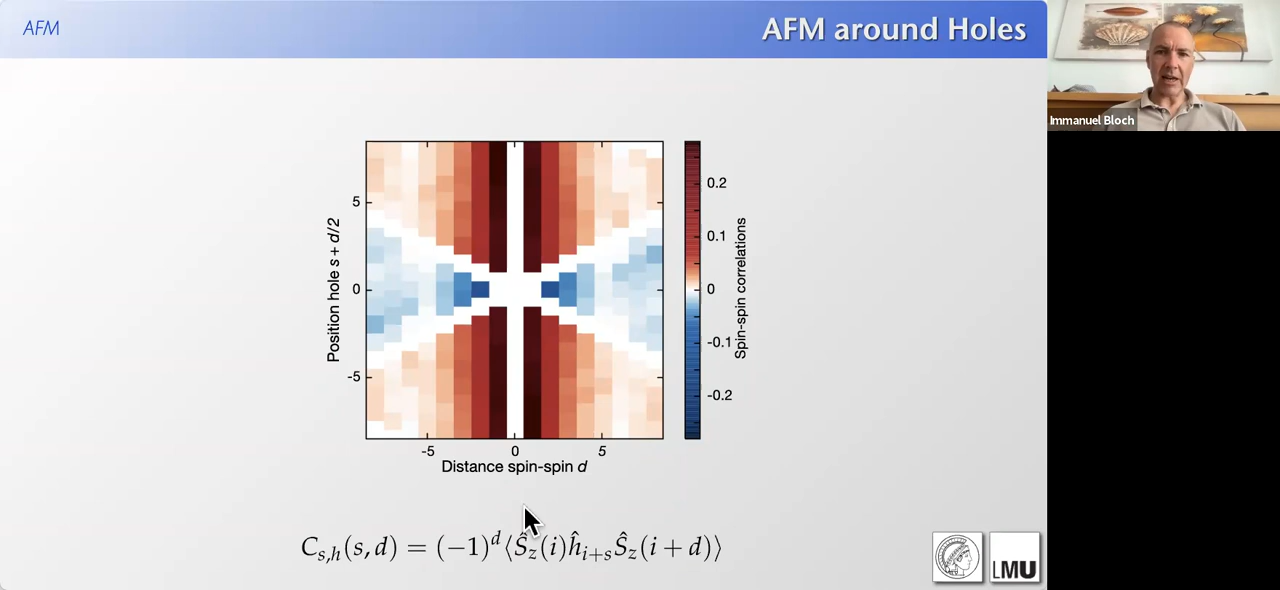 AFM
AFM around Holes
Immanuel Bloch
5
0
-5
Position hole s + d/2
-5 0 5
Distance spin-spin d
0.2
0.1
0
-0.1
-0.2
Spin-spin correlations
C_{s,h}(s, d) = (−1)^d⟨Ŝ_z(i)ĥ_{i+s}Ŝ_z(i + d)⟩
LMU